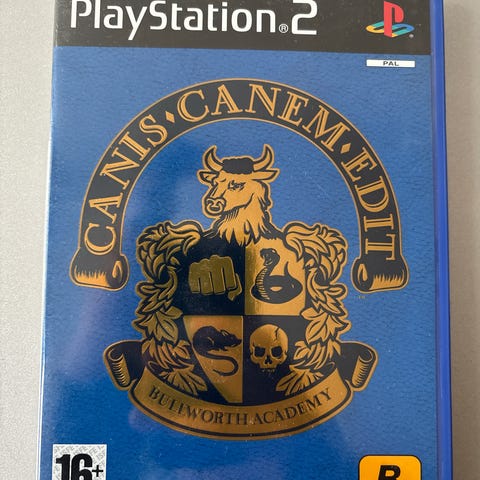 PlayStation®2
PAL
CANIS•CANEM•EDIT
BULLWORTH ACADEMY
16+
R